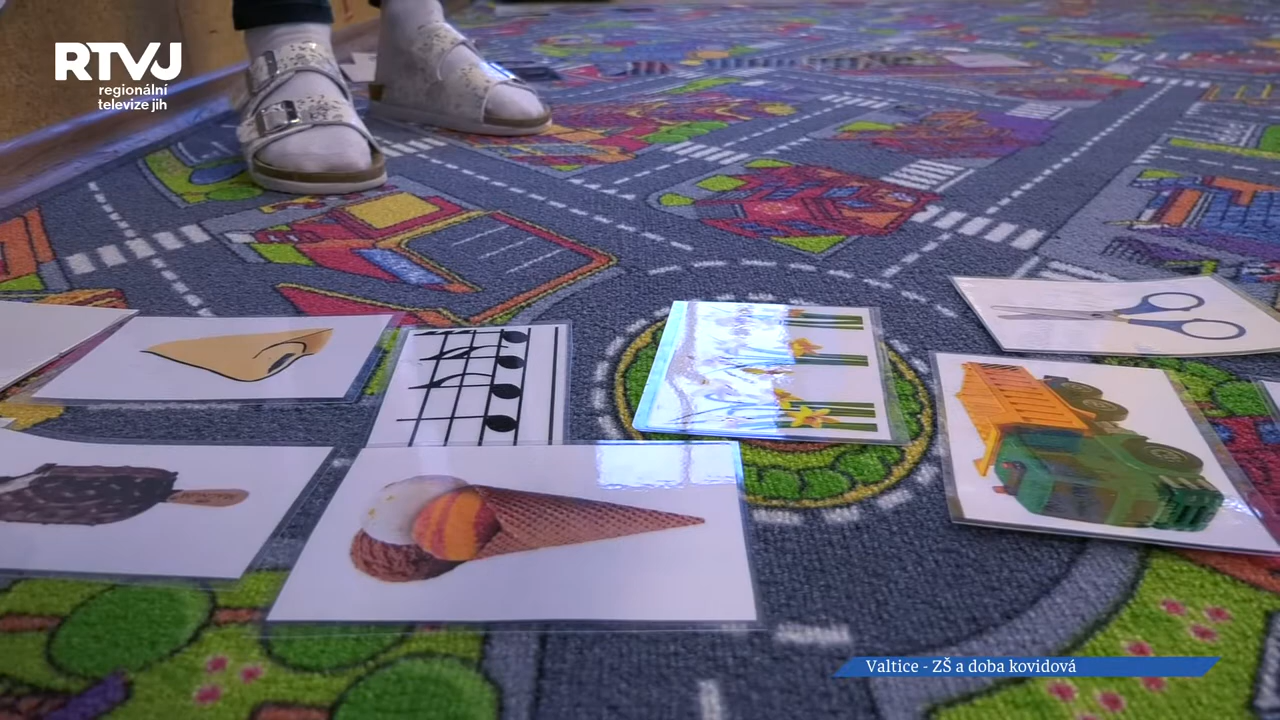 RTVJ
regionální
televize jih
Valtice - ZŠ a doba kovidová